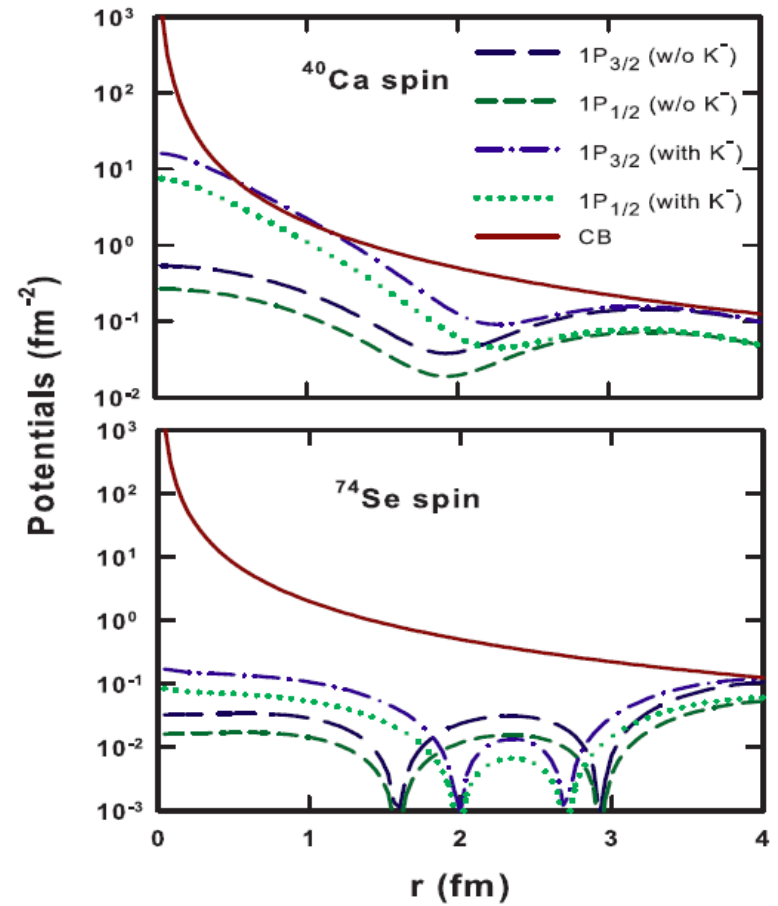 Potentials (fm⁻²)
10³
10²
10¹
10⁰
10⁻¹
10⁻²
⁴⁰Ca spin
1P₃/₂ (w/o K⁻)
1P₁/₂ (w/o K⁻)
1P₃/₂ (with K⁻)
1P₁/₂ (with K⁻)
CB
10³
10²
10¹
10⁰
10⁻¹
10⁻²
10⁻³
⁷⁴Se spin
0 1 2 3 4
r (fm)